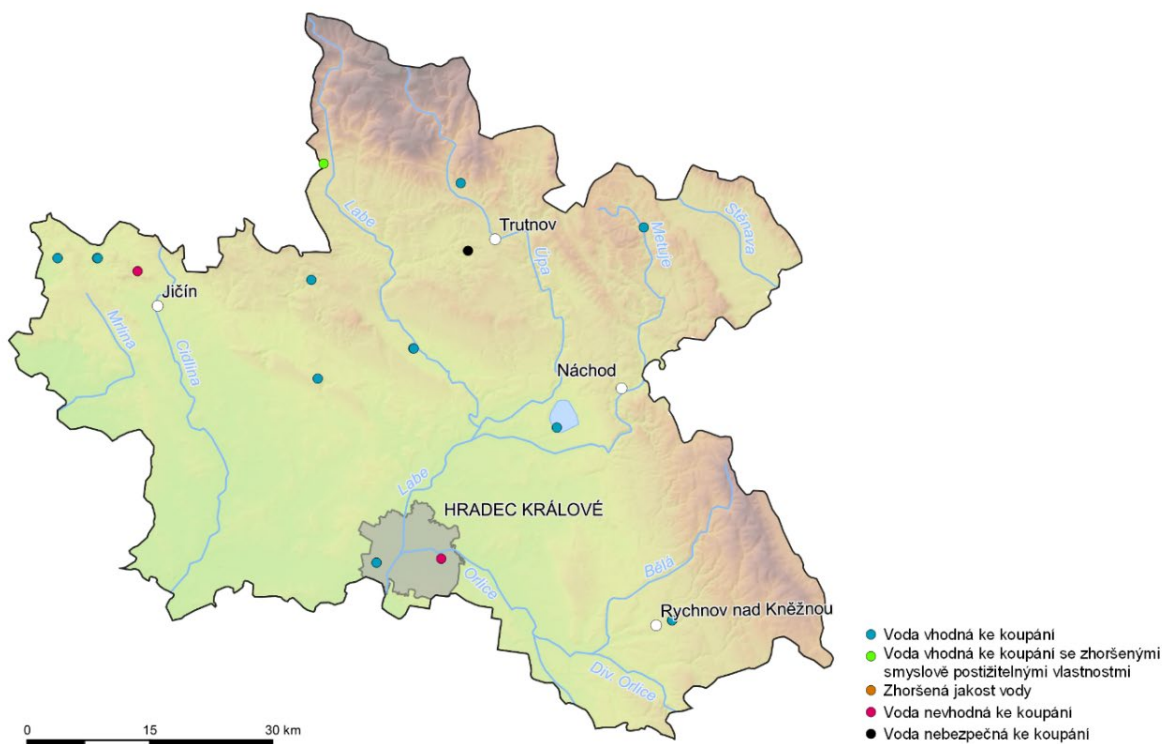 Labe
Trutnov
Úpa
Metuje
Stěnava
Jičín
Mrlina
Cidlina
Náchod
Labe
HRADEC KRÁLOVÉ
Orlice
Bělá
Rychnov nad Kněžnou
Div. Orlice
Voda vhodná ke koupání
Voda vhodná ke koupání se zhoršenými
smyslově postižitelnými vlastnostmi
Zhoršená jakost vody
Voda nevhodná ke koupání
Voda nebezpečná ke koupání
0 15 30 km